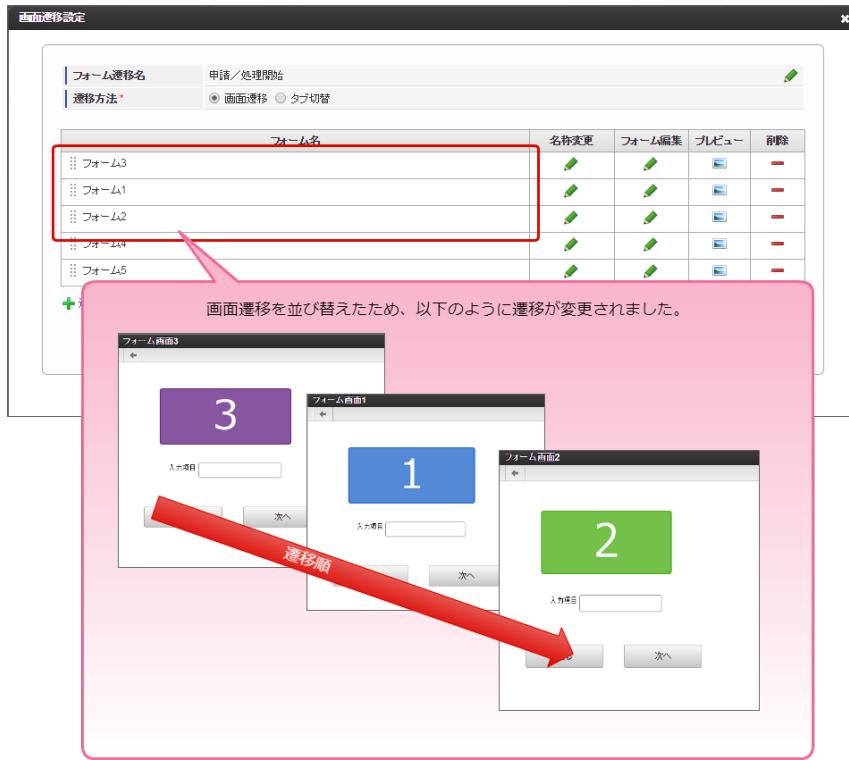 画面遷移設定
フォーム遷移名 申請／処理開始
遷移方法* 画面遷移 タブ切替
フォーム名 名称変更 フォーム編集 プレビュー 削除
フォーム3
フォーム1
フォーム2
フォーム4
フォーム5
画面遷移を並び替えたため、以下のように遷移が変更されました。
フォーム画面3
3
入力項目
次へ
フォーム画面1
1
入力項目
次へ
フォーム画面2
2
入力項目
次へ
遷移順